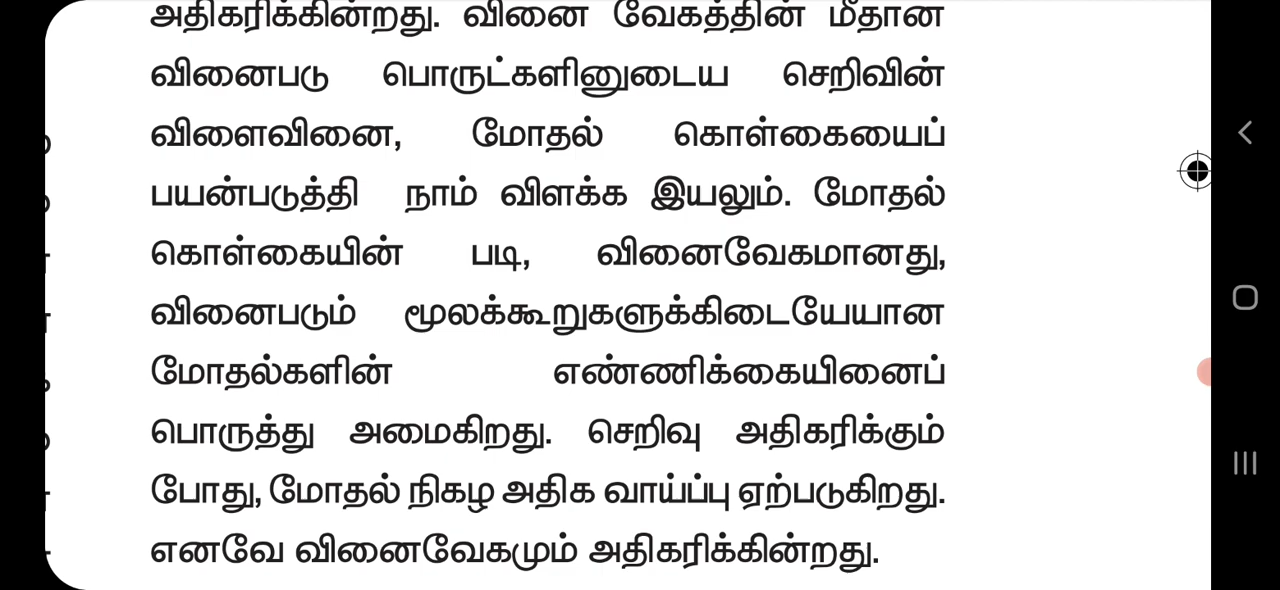 அதிகரிக்கின்றது. வினை வேகத்தின் மீதான
வினைபடு பொருட்களினுடைய செறிவின்
விளைவினை, மோதல் கொள்கையைப்
பயன்படுத்தி நாம் விளக்க இயலும். மோதல்
கொள்கையின் படி, வினைவேகமானது,
வினைபடும் மூலக்கூறுகளுக்கிடையேயான
மோதல்களின் எண்ணிக்கையினைப்
பொருத்து அமைகிறது. செறிவு அதிகரிக்கும்
போது, மோதல் நிகழ அதிக வாய்ப்பு ஏற்படுகிறது.
எனவே வினைவேகமும் அதிகரிக்கின்றது.